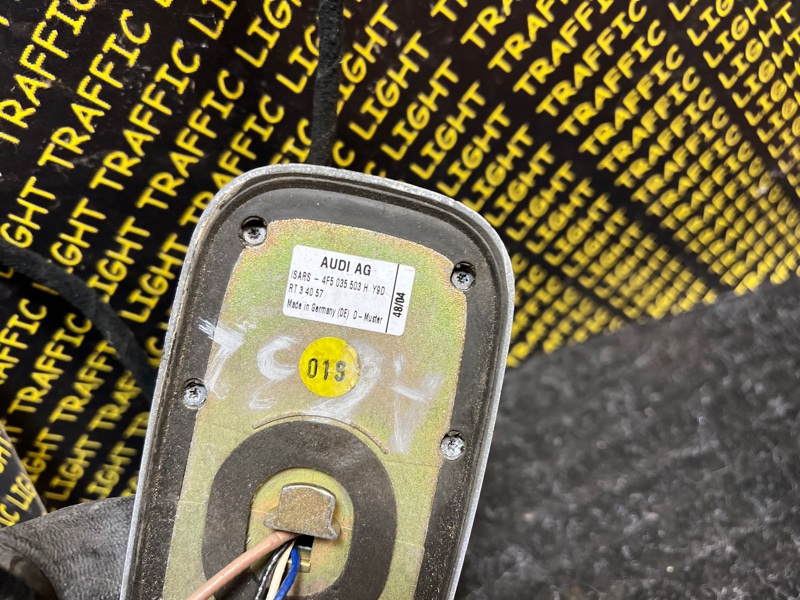 AUDI AG
ISARS - 4F5 035 503 H Y9D
RT 3 40 57
Made in Germany (DE) D-Muster
48/04
019
TRAFFIC LIGHT